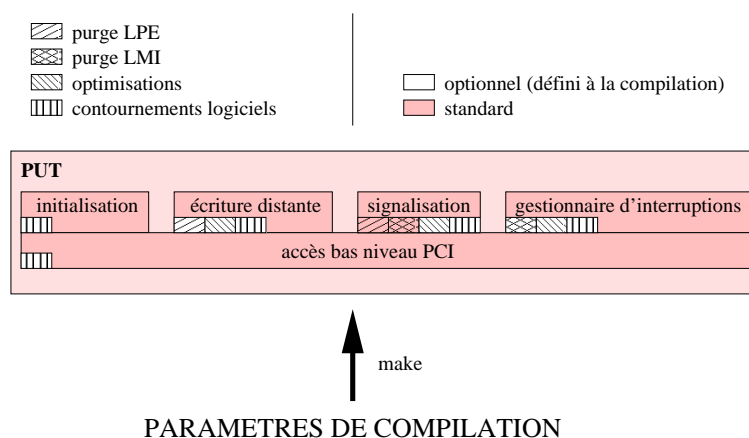 purge LPE
purge LMI
optimisations
contournements logiciels
optionnel (défini à la compilation)
standard
PUT
initialisation
écriture distante
signalisation
gestionnaire d'interruptions
accès bas niveau PCI
make
PARAMETRES DE COMPILATION